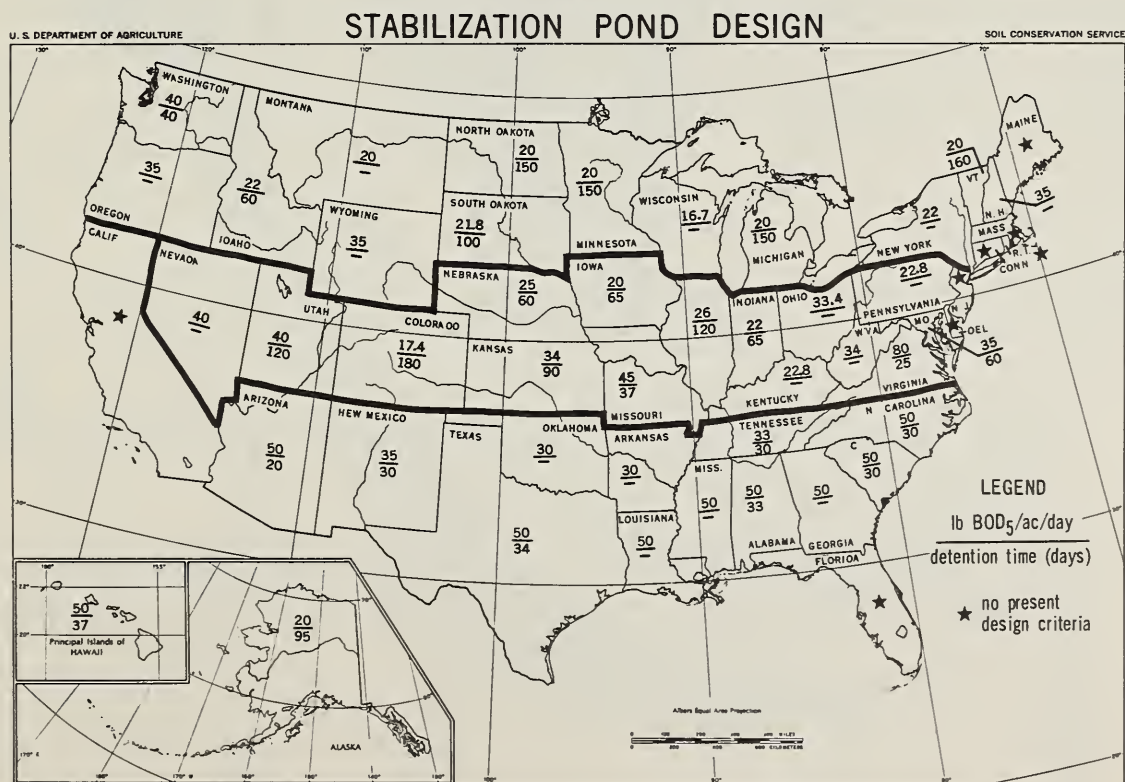 STABILIZATION POND DESIGN
U. S. DEPARTMENT OF AGRICULTURE
SOIL CONSERVATION SERVICE
130°
120°
110°
100°
90°
80°
70°
WASHINGTON
40
40
MONTANA
20
–
NORTH DAKOTA
20
150
20
150
MINNESOTA
MAINE
20
160
VT
35
–
N.H
MASS
R.I.
CONN
OREGON
35
–
22
60
IDAHO
WYOMING
35
–
SOUTH DAKOTA
21.8
100
WISCONSIN
16.7
–
20
150
MICHIGAN
22
–
NEW YORK
CALIF
NEVADA
40
–
UTAH
40
120
COLORADO
17.4
180
NEBRASKA
25
60
IOWA
20
65
26
120
INDIANA
22
65
OHIO
33.4
–
22.8
–
PENNSYLVANIA
N J
MD
DEL
35
60
KANSAS
34
90
45
37
MISSOURI
22.8
–
KENTUCKY
W VA
34
–
80
25
VIRGINIA
ARIZONA
50
20
NEW MEXICO
35
30
TEXAS
50
34
OKLAHOMA
30
–
ARKANSAS
30
–
TENNESSEE
33
30
N CAROLINA
50
30
50
30
LOUISIANA
50
–
MISS.
50
–
50
33
ALABAMA
50
–
GEORGIA
FLORIDA
LEGEND
lb BOD₅/ac/day
detention time (days)
★ no present
design criteria
50
37
Principal Islands of
HAWAII
20
95
ALASKA
Albers Equal Area Projection